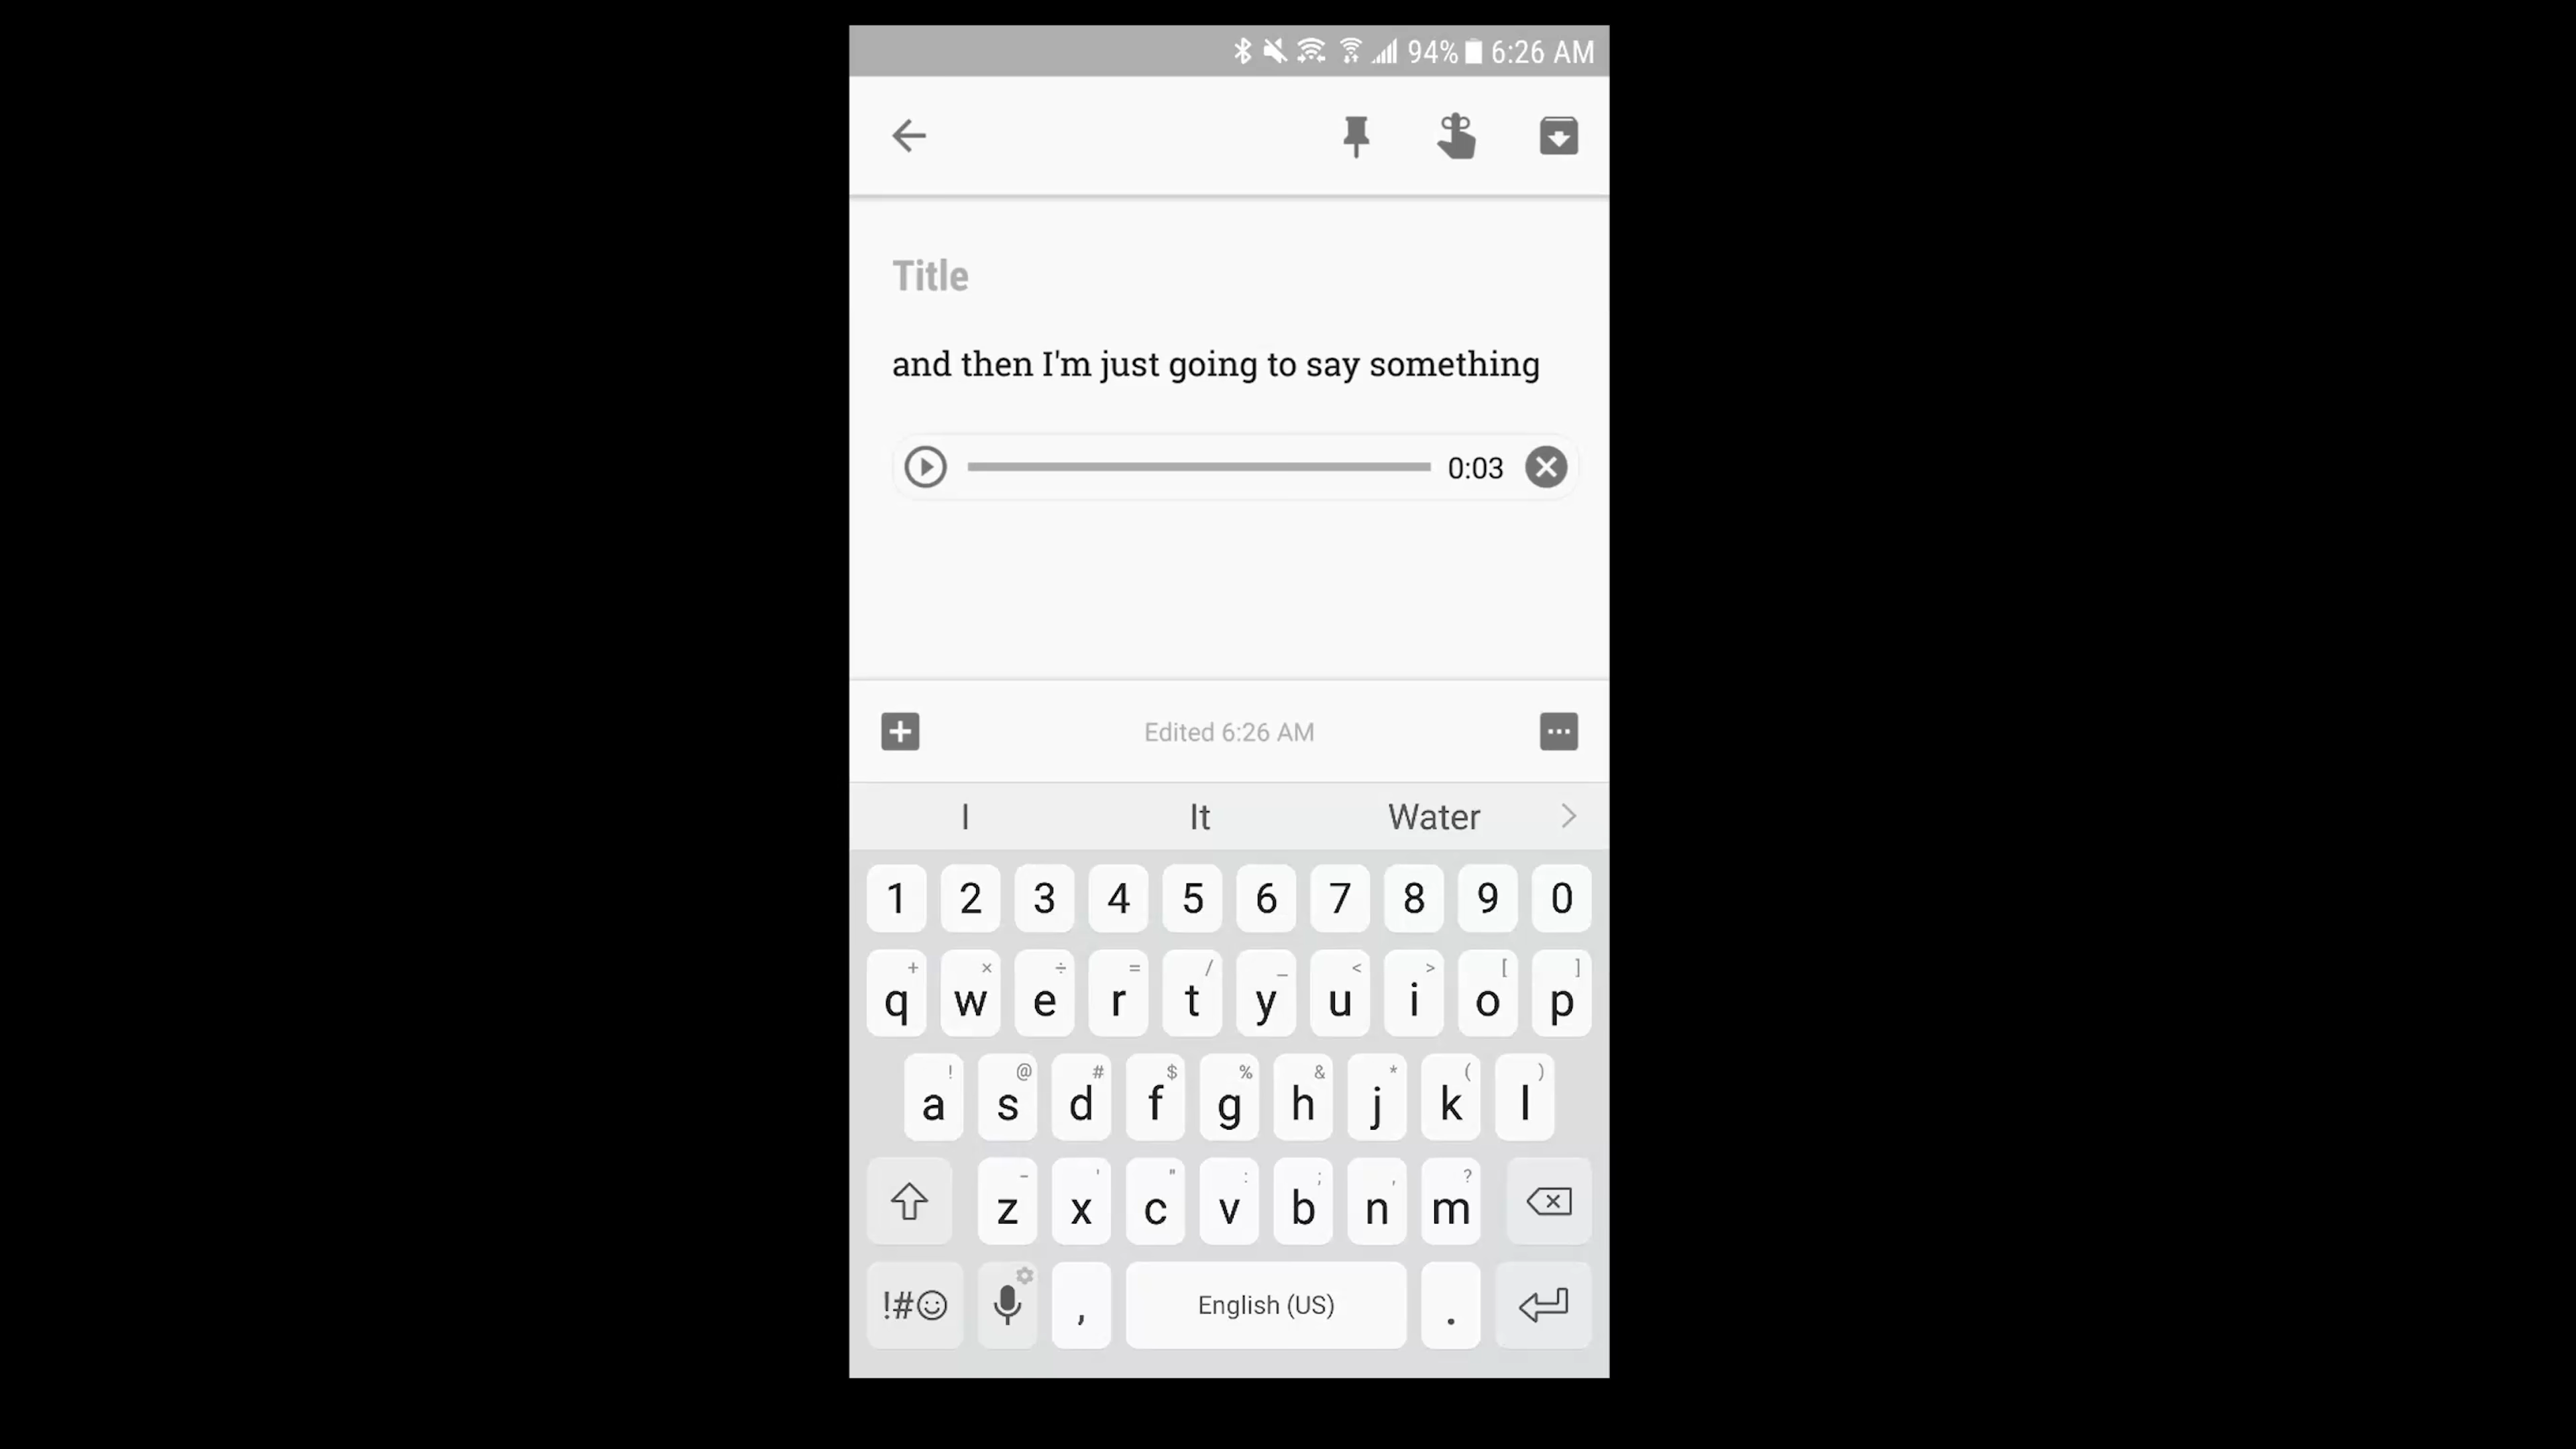 94% 6:26 AM
Title
and then I'm just going to say something
0:03
Edited 6:26 AM
I It Water
1 2 3 4 5 6 7 8 9 0
+ × ÷ = / _ < > [ ]
q w e r t y u i o p
! @ # $ % & * ( )
a s d f g h j k l
- ' " : ; , ?
z x c v b n m
!#☺ , English (US) .